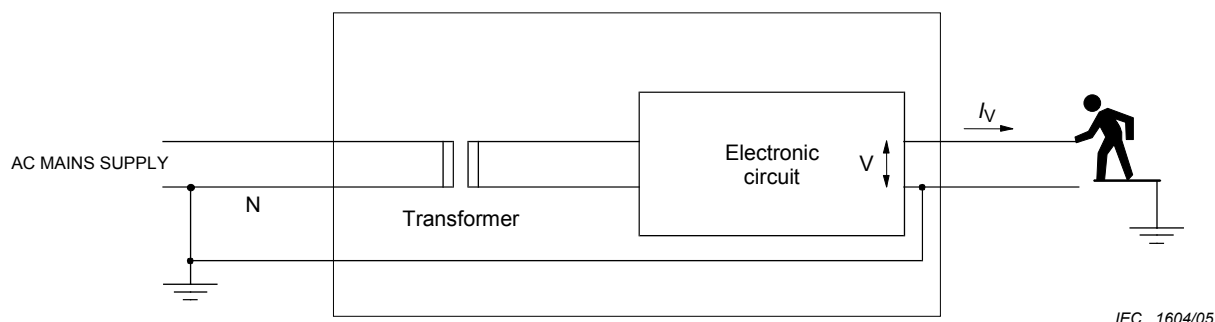 AC MAINS SUPPLY
N
Transformer
Electronic
circuit
V
IV
IEC 1604/05